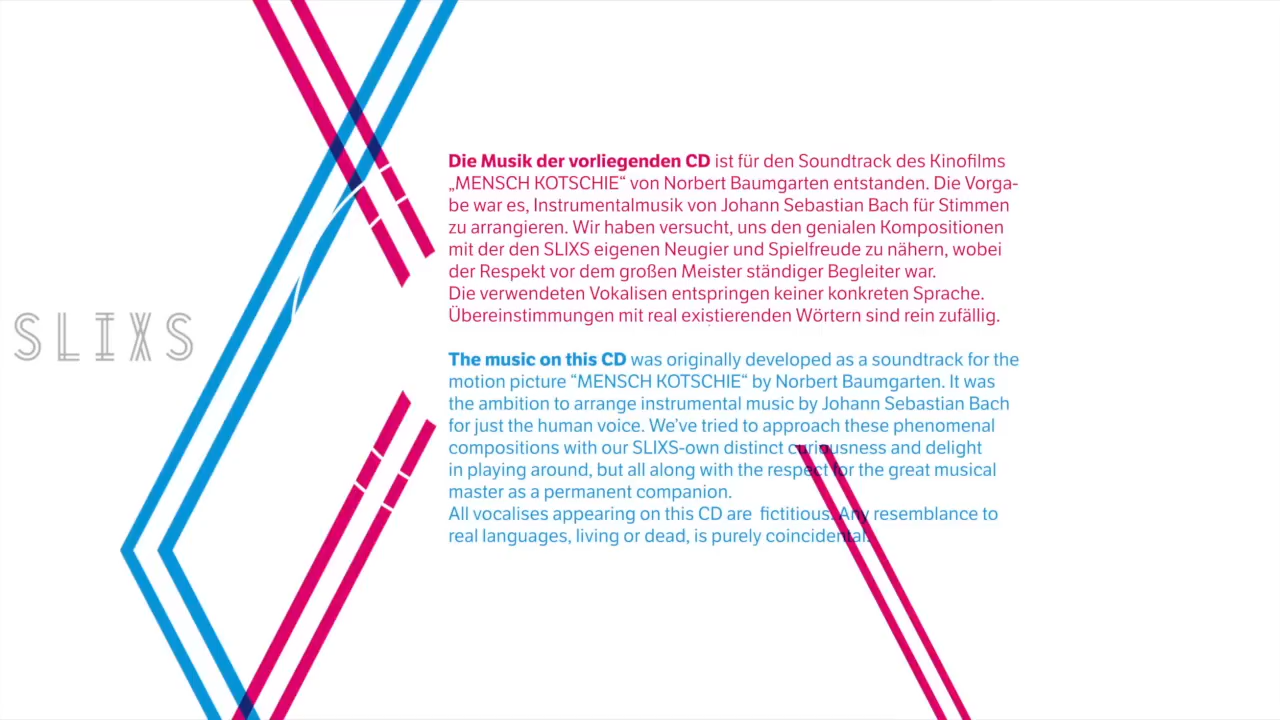 SLIXS
Die Musik der vorliegenden CD ist für den Soundtrack des Kinofilms
„MENSCH KOTSCHIE“ von Norbert Baumgarten entstanden. Die Vorga-
be war es, Instrumentalmusik von Johann Sebastian Bach für Stimmen
zu arrangieren. Wir haben versucht, uns den genialen Kompositionen
mit der den SLIXS eigenen Neugier und Spielfreude zu nähern, wobei
der Respekt vor dem großen Meister ständiger Begleiter war.
Die verwendeten Vokalisen entspringen keiner konkreten Sprache.
Übereinstimmungen mit real existierenden Wörtern sind rein zufällig.
The music on this CD was originally developed as a soundtrack for the
motion picture “MENSCH KOTSCHIE“ by Norbert Baumgarten. It was
the ambition to arrange instrumental music by Johann Sebastian Bach
for just the human voice. We've tried to approach these phenomenal
compositions with our SLIXS-own distinct curiousness and delight
in playing around, but all along with the respect for the great musical
master as a permanent companion.
All vocalises appearing on this CD are fictitious. Any resemblance to
real languages, living or dead, is purely coincidental.